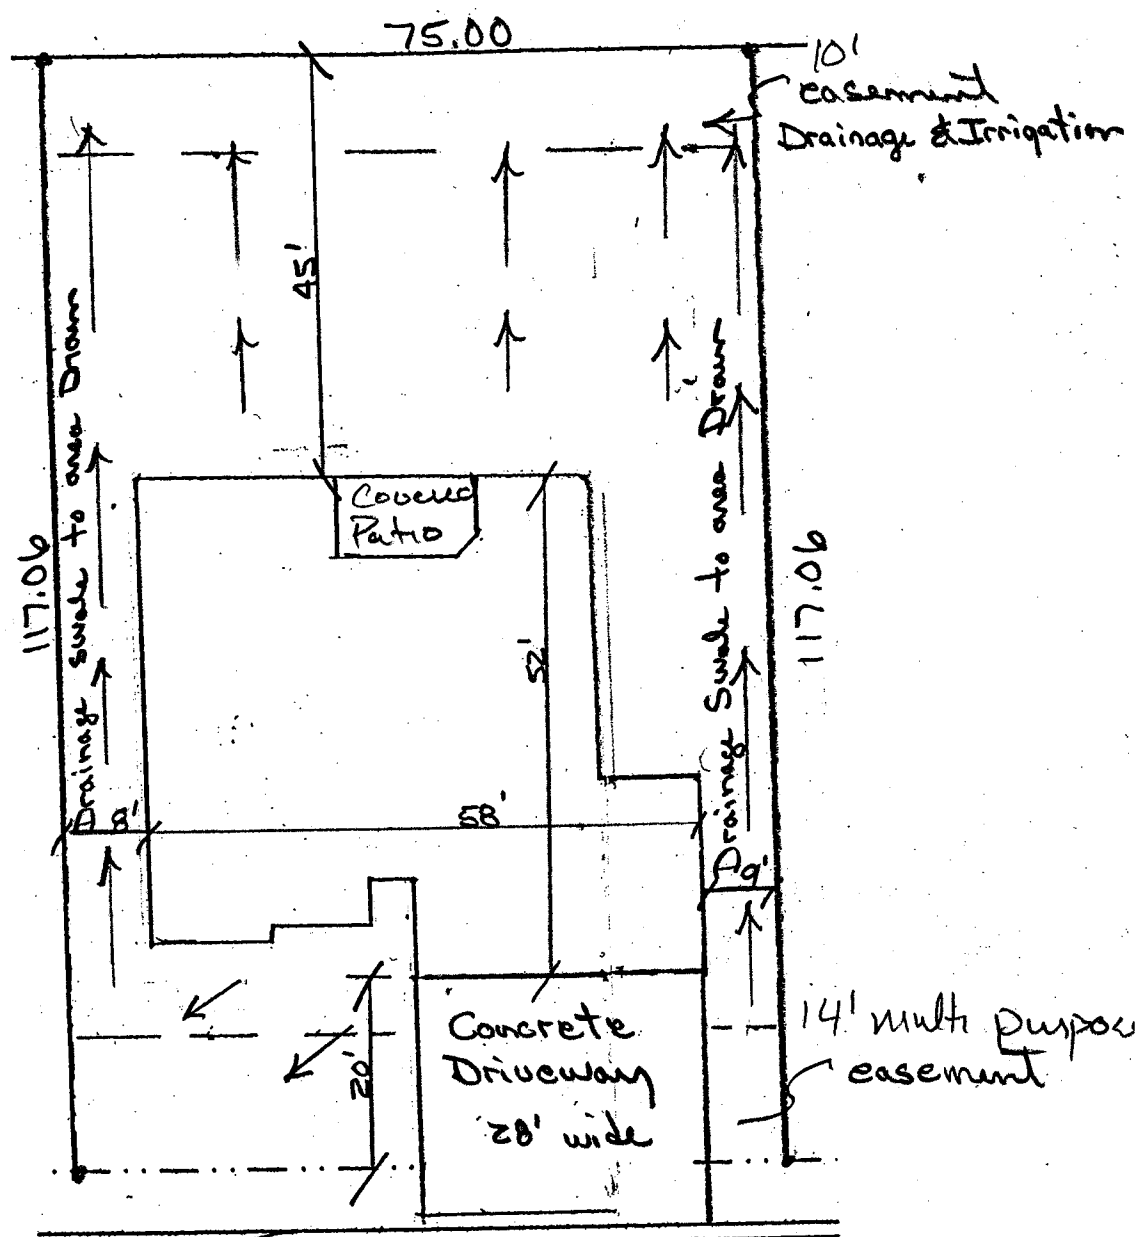 75.00
10'
easement
Drainage & Irrigation
45'
Drainage Swale to area Drain
Drainage Swale to area Drain
Covered
Patio
117.06
117.06
52'
8'
58'
9'
20'
Concrete
Driveway
28' wide
14' multi purpose
easement